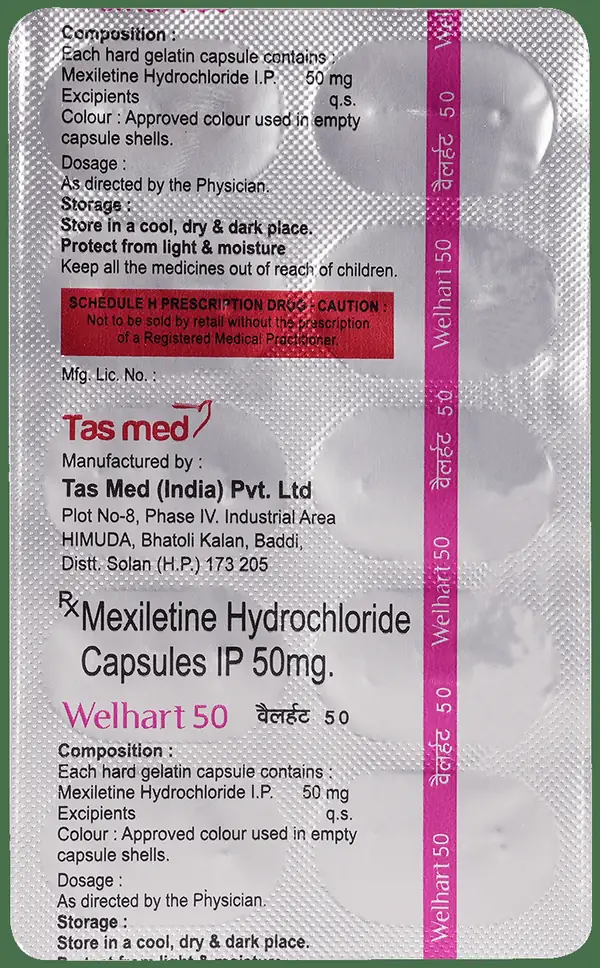 Composition :
Each hard gelatin capsule contains :
Mexiletine Hydrochloride I.P. 50 mg
Excipients q.s.
Colour : Approved colour used in empty
capsule shells.
Dosage :
As directed by the Physician.
Storage :
Store in a cool, dry & dark place.
Protect from light & moisture
Keep all the medicines out of reach of children.
SCHEDULE H PRESCRIPTION DRUG - CAUTION :
Not to be sold by retail without the prescription
of a Registered Medical Practitioner.
Mfg. Lic. No. :
Tas med
Manufactured by :
Tas Med (India) Pvt. Ltd
Plot No-8, Phase IV. Industrial Area
HIMUDA, Bhatoli Kalan, Baddi,
Distt. Solan (H.P.) 173 205
Rx Mexiletine Hydrochloride
Capsules IP 50mg.
Welhart 50 वैलर्हट 50
Composition :
Each hard gelatin capsule contains :
Mexiletine Hydrochloride I.P. 50 mg
Excipients q.s.
Colour : Approved colour used in empty
capsule shells.
Dosage :
As directed by the Physician.
Storage :
Store in a cool, dry & dark place.
Protect from light & moisture
Wel
वैलर्हट 50
Welhart 50
वैलर्हट 50
Welhart 50
वैलर्हट 50
Welhart 50